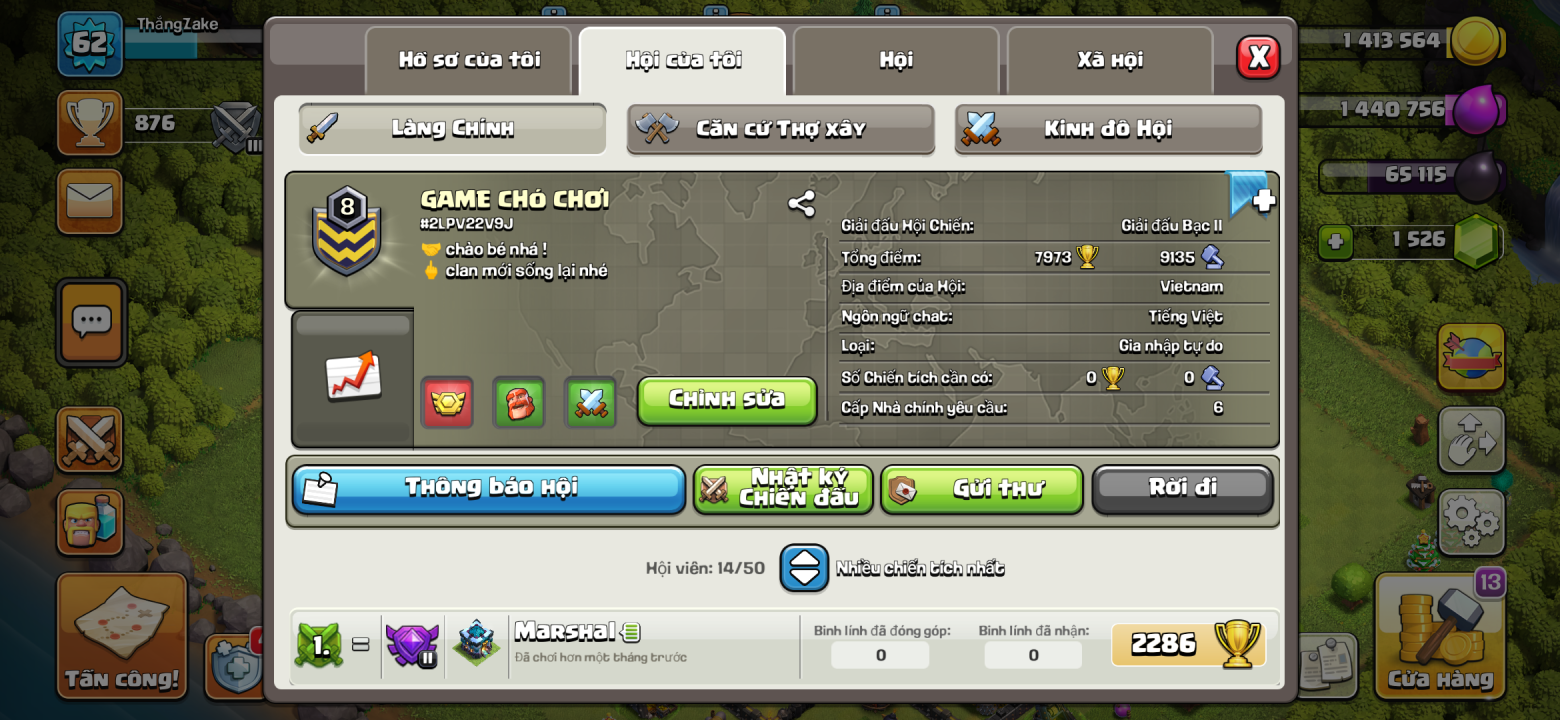 62
ThắngZake
876
III
Tấn công!
Hồ sơ của tôi
Hội của tôi
Hội
Xã hội
X
Làng Chính
Căn cứ Thợ xây
Kinh đô Hội
8
GAME CHÓ CHƠI
#2LPV22V9J
🤝 chào bé nhá !
🖕 clan mới sống lại nhé
Chỉnh sửa
Giải đấu Hội Chiến: Giải đấu Bạc II
Tổng điểm: 7973 9135
Địa điểm của Hội: Vietnam
Ngôn ngữ chat: Tiếng Việt
Loại: Gia nhập tự do
Số Chiến tích cần có: 0 0
Cấp Nhà chính yêu cầu: 6
Thông báo hội
Nhật ký
Chiến đấu
Gửi thư
Rời đi
Hội viên: 14/50
Nhiều chiến tích nhất
1. =
II
Marshal
Đã chơi hơn một tháng trước
Binh lính đã đóng góp:
0
Binh lính đã nhận:
0
2286
1 413 564
1 440 756
65 115
1 526
13
Cửa hàng